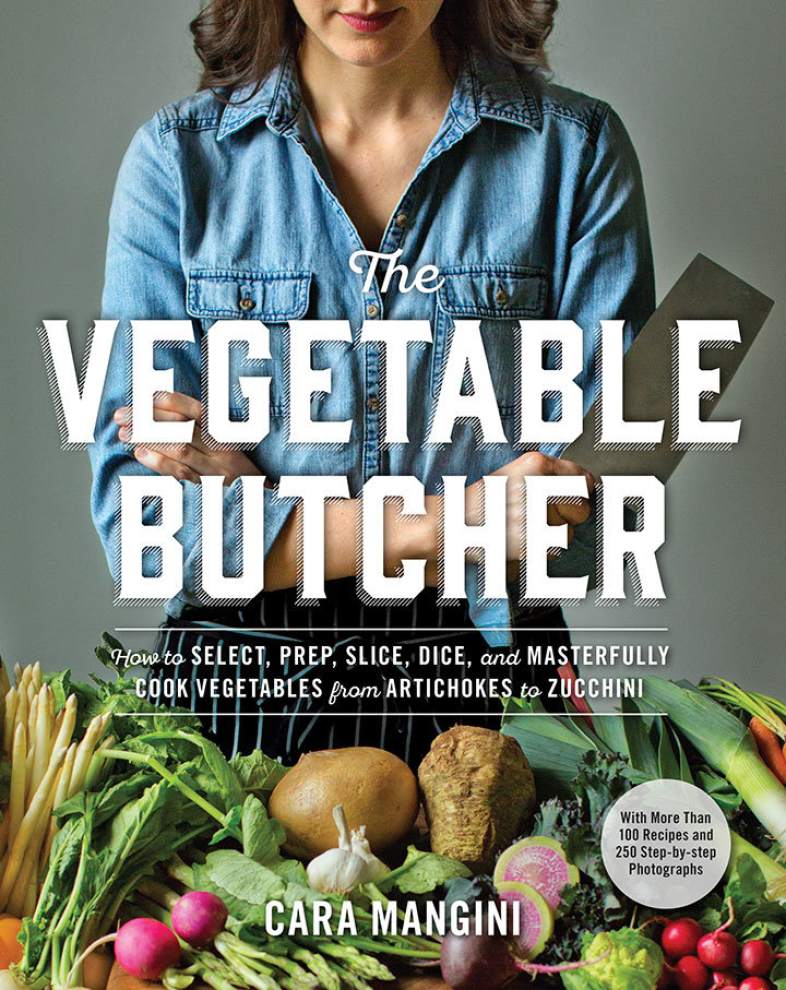 The
VEGETABLE
BUTCHER
How to SELECT, PREP, SLICE, DICE, and MASTERFULLY
COOK VEGETABLES from ARTICHOKES to ZUCCHINI
With More Than
100 Recipes and
250 Step-by-step
Photographs
CARA MANGINI